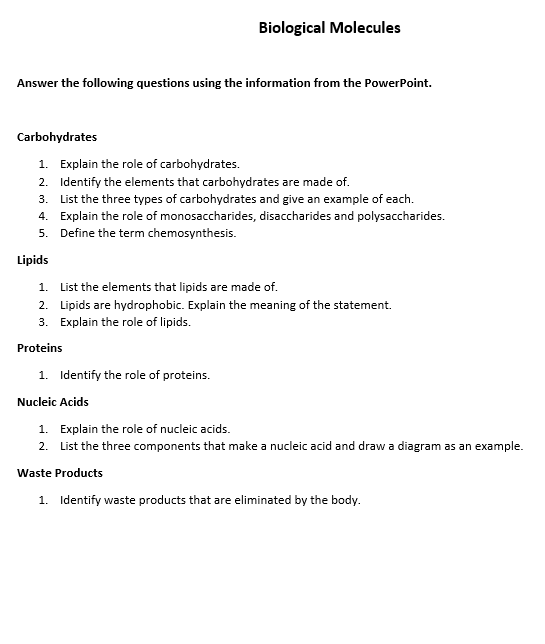 Biological Molecules
Answer the following questions using the information from the PowerPoint.
Carbohydrates
1. Explain the role of carbohydrates.
2. Identify the elements that carbohydrates are made of.
3. List the three types of carbohydrates and give an example of each.
4. Explain the role of monosaccharides, disaccharides and polysaccharides.
5. Define the term chemosynthesis.
Lipids
1. List the elements that lipids are made of.
2. Lipids are hydrophobic. Explain the meaning of the statement.
3. Explain the role of lipids.
Proteins
1. Identify the role of proteins.
Nucleic Acids
1. Explain the role of nucleic acids.
2. List the three components that make a nucleic acid and draw a diagram as an example.
Waste Products
1. Identify waste products that are eliminated by the body.